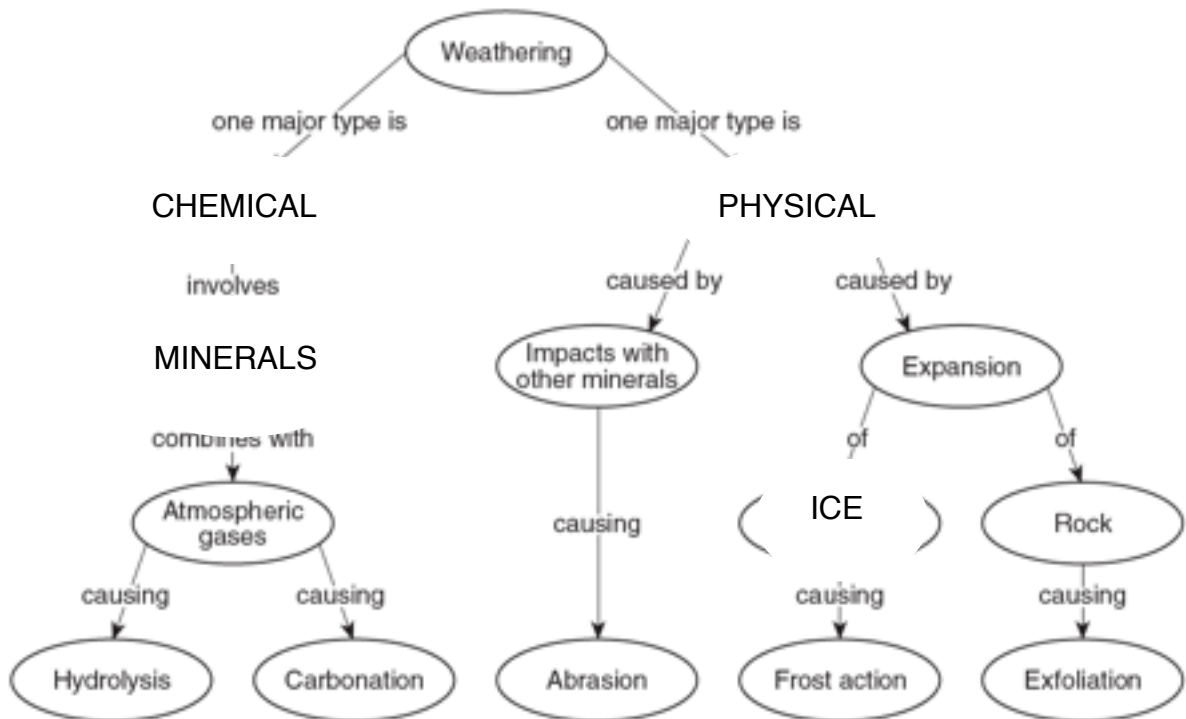 Weathering
one major type is
one major type is
CHEMICAL
PHYSICAL
involves
caused by
caused by
MINERALS
Impacts with
other minerals
Expansion
combines with
of
of
Atmospheric
gases
causing
ICE
Rock
causing
causing
causing
causing
Hydrolysis
Carbonation
Abrasion
Frost action
Exfoliation